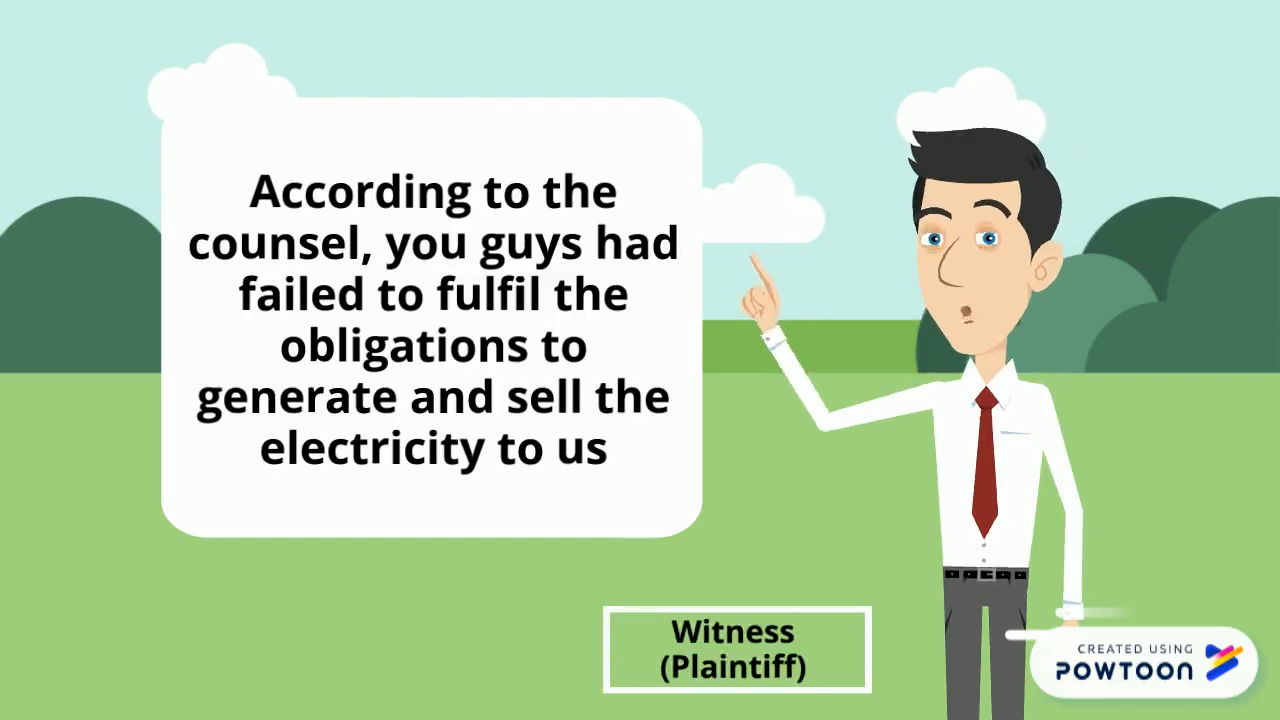 According to the
counsel, you guys had
failed to fulfil the
obligations to
generate and sell the
electricity to us
Witness
(Plaintiff)
CREATED USING
POWTOON